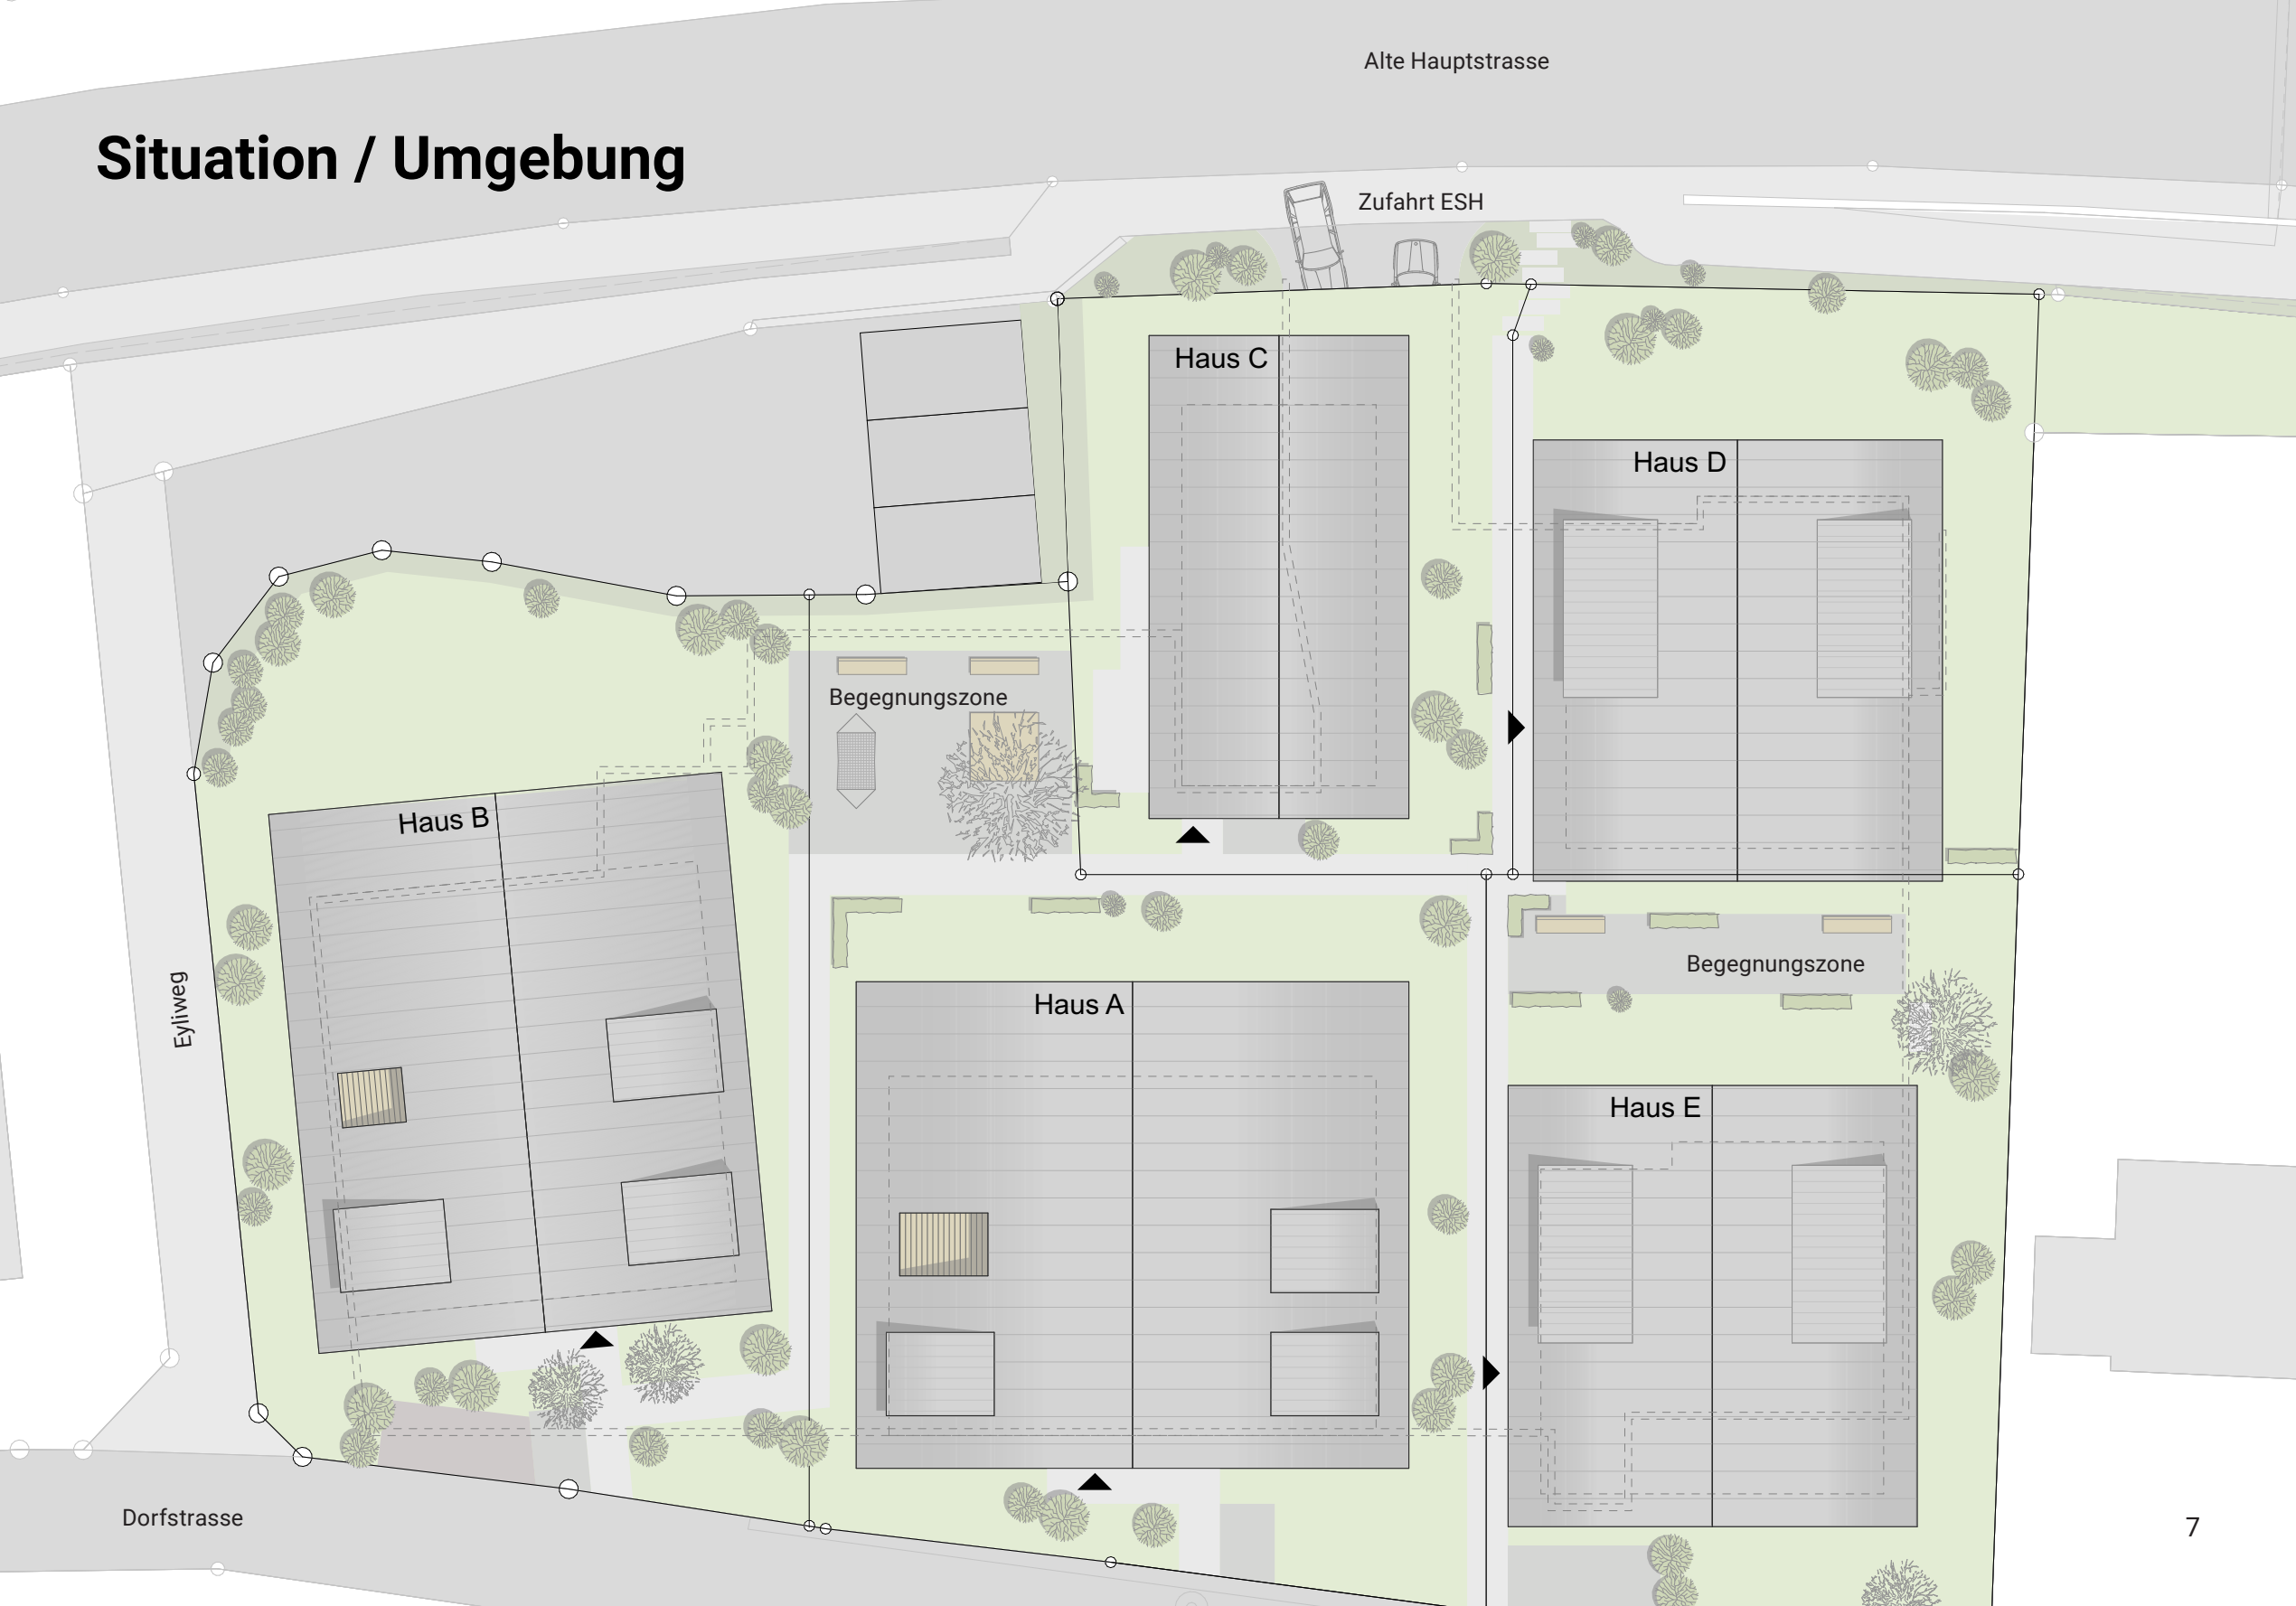 Alte Hauptstrasse
Situation / Umgebung
Zufahrt ESH
Haus C
Haus D
Begegnungszone
Haus B
Begegnungszone
Haus A
Eyliweg
Haus E
Dorfstrasse
7